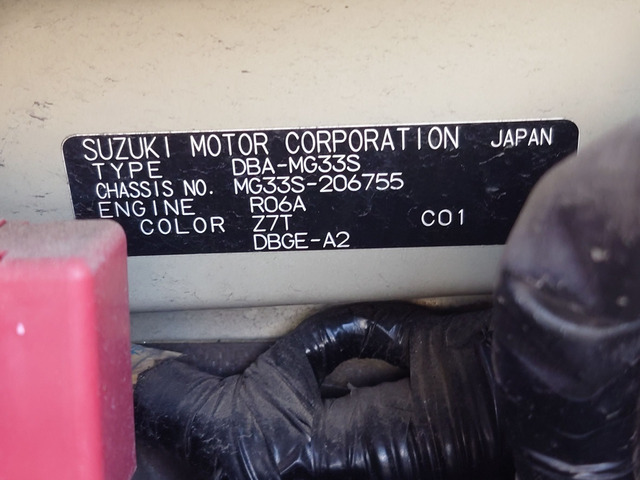 SUZUKI MOTOR CORPORATION JAPAN
TYPE DBA-MG33S
CHASSIS NO. MG33S-206755
ENGINE R06A
COLOR Z7T C01
DBGE-A2